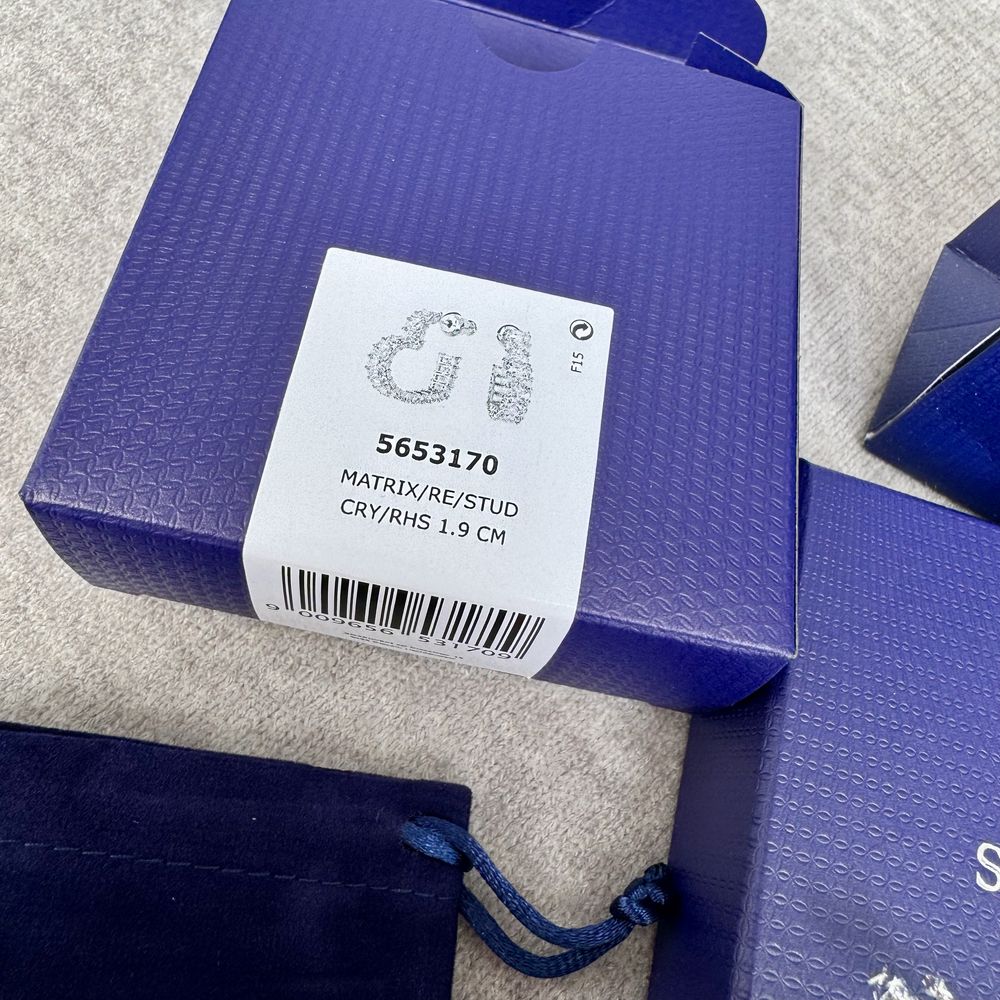 F15
5653170
MATRIX/RE/STUD
CRY/RHS 1.9 CM
9 009656 531709
S